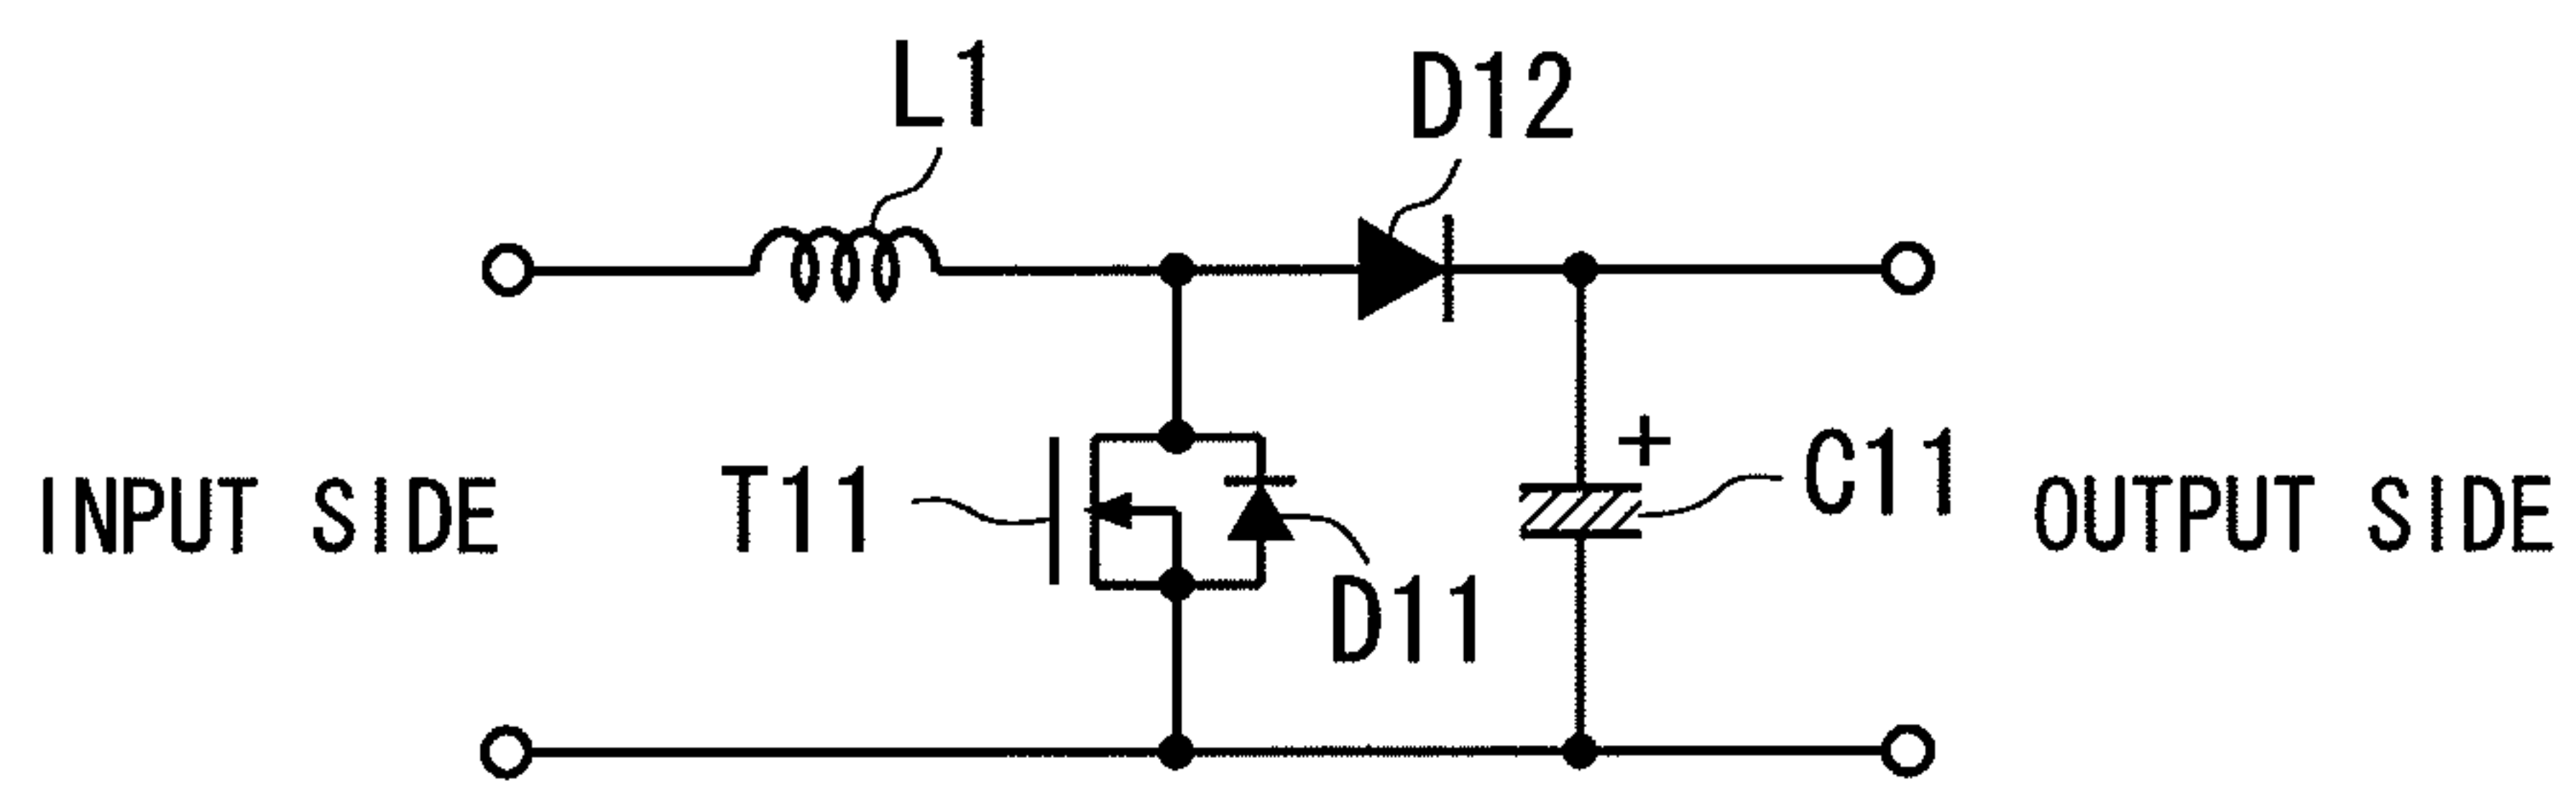 L1
D12
+
INPUT SIDE
T11
C11
OUTPUT SIDE
D11